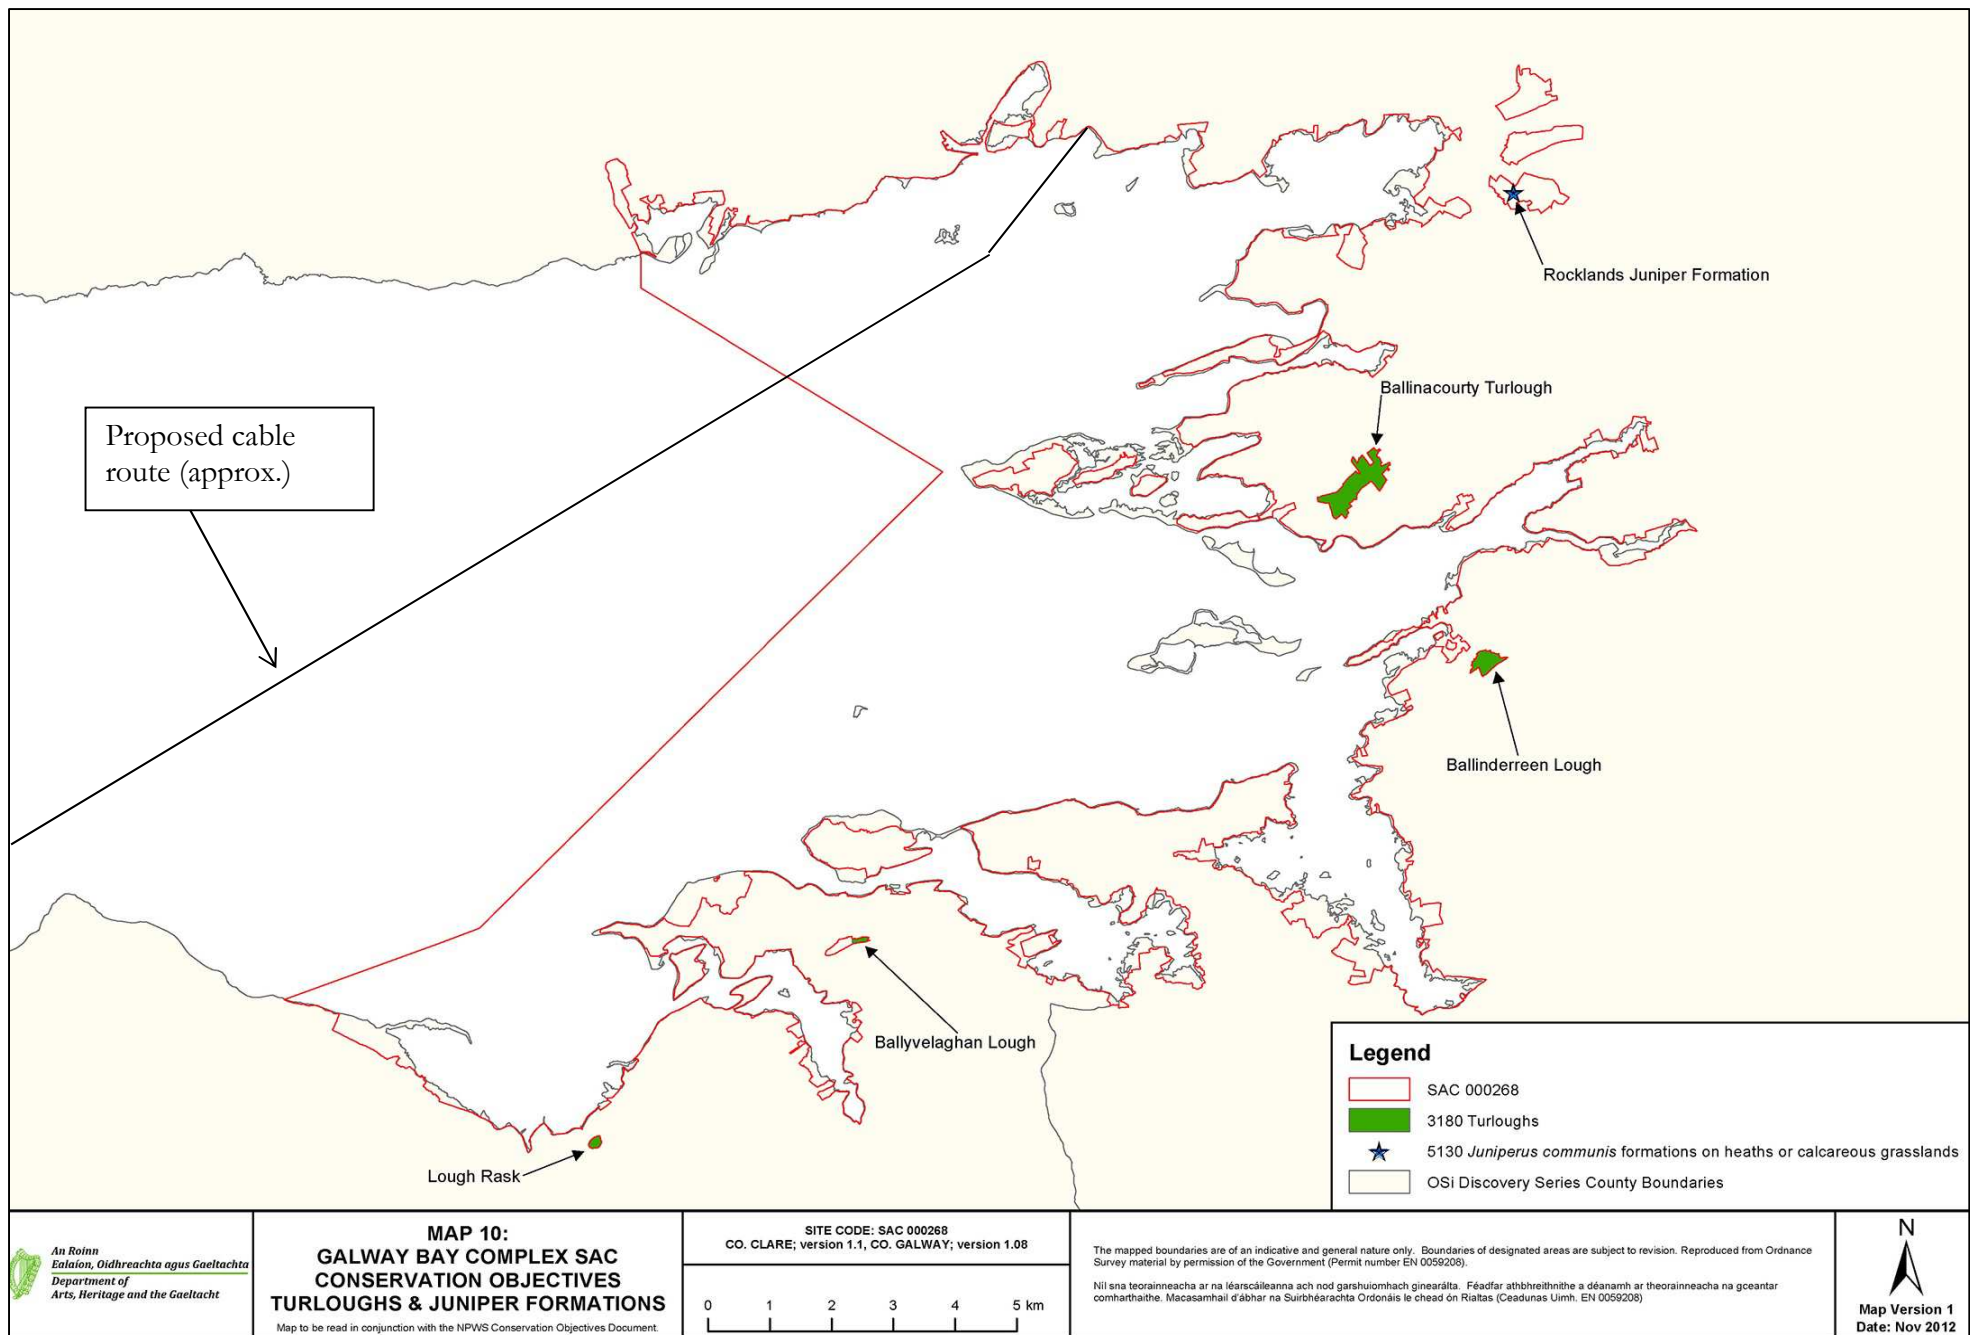 Rocklands Juniper Formation
Ballinacourty Turlough
Proposed cable
route (approx.)
Ballinderreen Lough
Ballyvelaghan Lough
Lough Rask
Legend
SAC 000268
3180 Turloughs
5130 Juniperus communis formations on heaths or calcareous grasslands
OSi Discovery Series County Boundaries
An Roinn
Ealaíon, Oidhreachta agus Gaeltachta
Department of
Arts, Heritage and the Gaeltacht
MAP 10:
GALWAY BAY COMPLEX SAC
CONSERVATION OBJECTIVES
TURLOUGHS & JUNIPER FORMATIONS
Map to be read in conjunction with the NPWS Conservation Objectives Document.
SITE CODE: SAC 000268
CO. CLARE; version 1.1, CO. GALWAY; version 1.08
0 1 2 3 4 5 km
The mapped boundaries are of an indicative and general nature only. Boundaries of designated areas are subject to revision. Reproduced from Ordnance
Survey material by permission of the Government (Permit number EN 0059208).
Níl sna teorainneacha ar na léarscáileanna ach nod garshuiomhach ginearálta. Féadfar athbhreithnithe a déanamh ar theorainneacha na gceantar
comharthaithe. Macasamhail d'ábhar na Suirbhéarachta Ordonáis le chead ón Rialtas (Ceadunas Uimh. EN 0059208)
N
Map Version 1
Date: Nov 2012